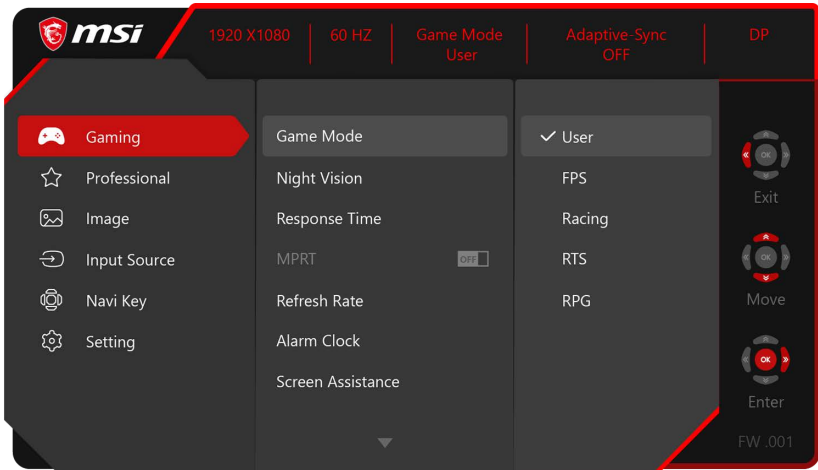 msi
1920 X1080
60 HZ
Game Mode
User
Adaptive-Sync
OFF
DP
Gaming
Professional
Image
Input Source
Navi Key
Setting
Game Mode
Night Vision
Response Time
MPRT
OFF
Refresh Rate
Alarm Clock
Screen Assistance
User
FPS
Racing
RTS
RPG
OK
Exit
OK
Move
OK
Enter
FW .001